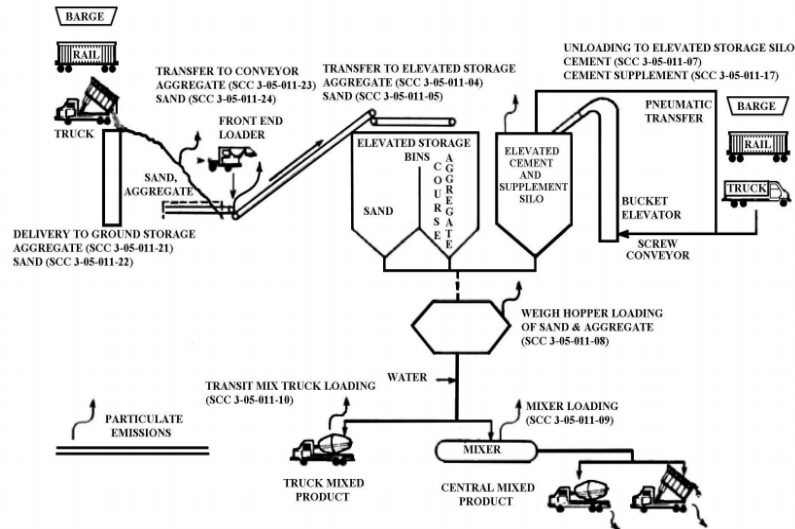 BARGE
RAIL
TRUCK
TRANSFER TO CONVEYOR
AGGREGATE (SCC 3-05-011-23)
SAND (SCC 3-05-011-24)
FRONT END
LOADER
SAND,
AGGREGATE
DELIVERY TO GROUND STORAGE
AGGREGATE (SCC 3-05-011-21)
SAND (SCC 3-05-011-22)
TRANSFER TO ELEVATED STORAGE
AGGREGATE (SCC 3-05-011-04)
SAND (SCC 3-05-011-05)
ELEVATED STORAGE
BINS
SAND
COURSE
AGGREGATE
UNLOADING TO ELEVATED STORAGE SILO
CEMENT (SCC 3-05-011-07)
CEMENT SUPPLEMENT (SCC 3-05-011-17)
ELEVATED
CEMENT
AND
SUPPLEMENT
SILO
PNEUMATIC
TRANSFER
BARGE
RAIL
TRUCK
BUCKET
ELEVATOR
SCREW
CONVEYOR
WEIGH HOPPER LOADING
OF SAND & AGGREGATE
(SCC 3-05-011-08)
WATER
TRANSIT MIX TRUCK LOADING
(SCC 3-05-011-10)
MIXER LOADING
(SCC 3-05-011-09)
PARTICULATE
EMISSIONS
MIXER
TRUCK MIXED
PRODUCT
CENTRAL MIXED
PRODUCT